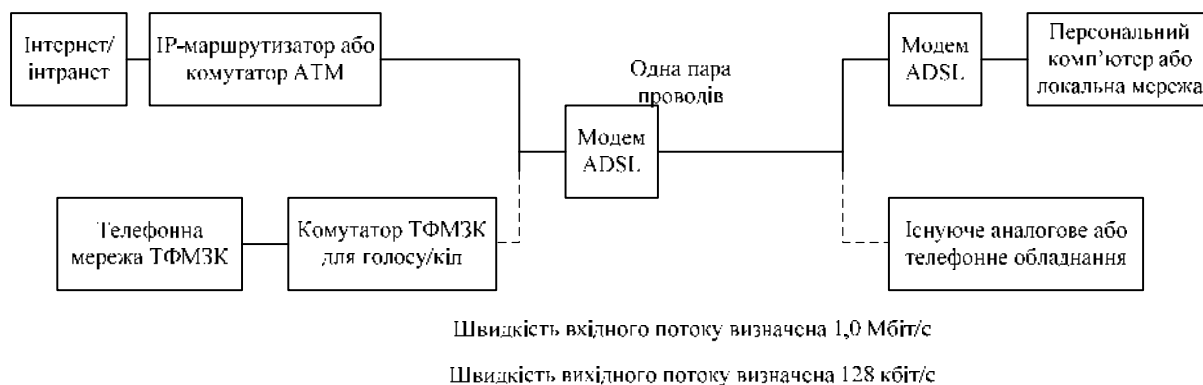 Інтернет/
інтранет
ІР-маршрутизатор або
комутатор АТМ
Одна пара
проводів
Модем
ADSL
Модем
ADSL
Персональний
комп’ютер або
локальна мережа
Телефонна
мережа ТФМЗК
Комутатор ТФМЗК
для голосу/кіл
Існуюче аналогове або
телефонне обладнання
Швидкість вхідного потоку визначена 1,0 Мбіт/с
Швидкість вихідного потоку визначена 128 кбіт/с